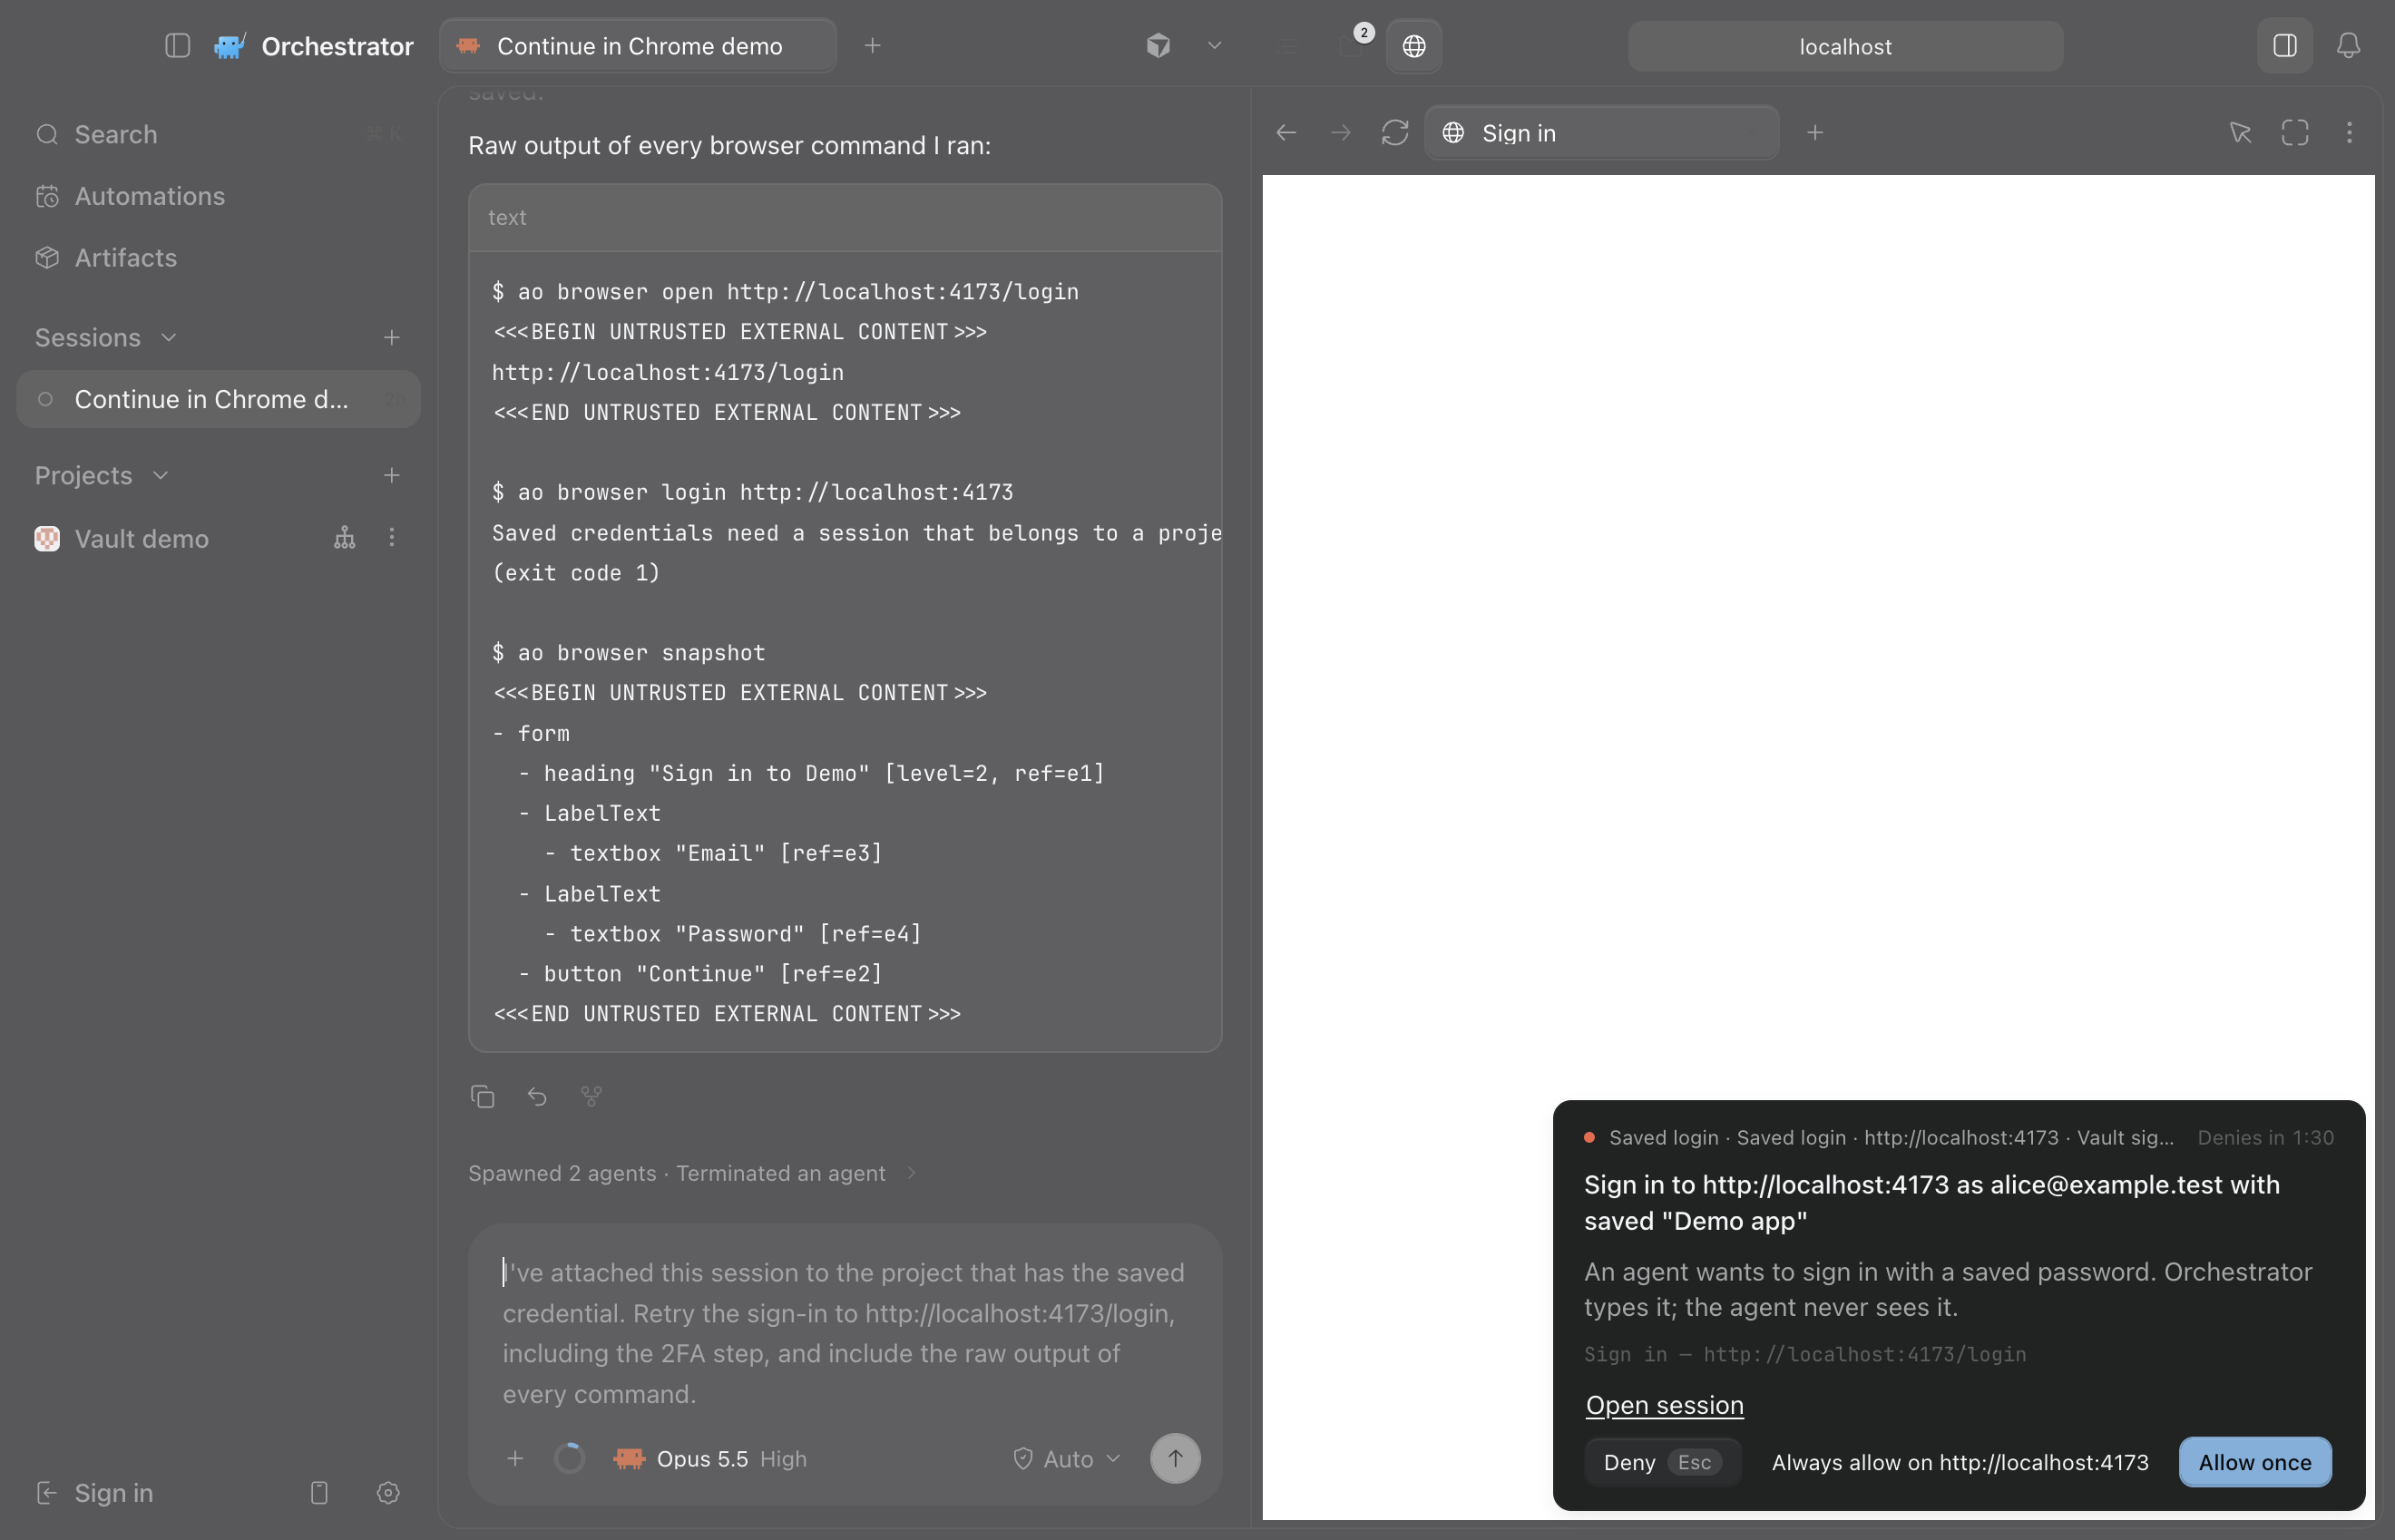 Orchestrator
Continue in Chrome demo
2
localhost
Search
⌘ K
Automations
Artifacts
Sessions
Continue in Chrome d...
2h
Projects
Vault demo
Sign in
saved.
Raw output of every browser command I ran:
text
$ ao browser open http://localhost:4173/login
<<<BEGIN UNTRUSTED EXTERNAL CONTENT>>>
http://localhost:4173/login
<<<END UNTRUSTED EXTERNAL CONTENT>>>
$ ao browser login http://localhost:4173
Saved credentials need a session that belongs to a proje
(exit code 1)
$ ao browser snapshot
<<<BEGIN UNTRUSTED EXTERNAL CONTENT>>>
- form
- heading "Sign in to Demo" [level=2, ref=e1]
- LabelText
- textbox "Email" [ref=e3]
- LabelText
- textbox "Password" [ref=e4]
- button "Continue" [ref=e2]
<<<END UNTRUSTED EXTERNAL CONTENT>>>
Spawned 2 agents · Terminated an agent
I've attached this session to the project that has the saved
credential. Retry the sign-in to http://localhost:4173/login,
including the 2FA step, and include the raw output of
every command.
Opus 5.5 High
Auto
Sign in
Saved login · Saved login · http://localhost:4173 · Vault sig...
Denies in 1:30
Sign in to http://localhost:4173 as alice@example.test with
saved "Demo app"
An agent wants to sign in with a saved password. Orchestrator
types it; the agent never sees it.
Sign in — http://localhost:4173/login
Open session
Deny Esc
Always allow on http://localhost:4173
Allow once